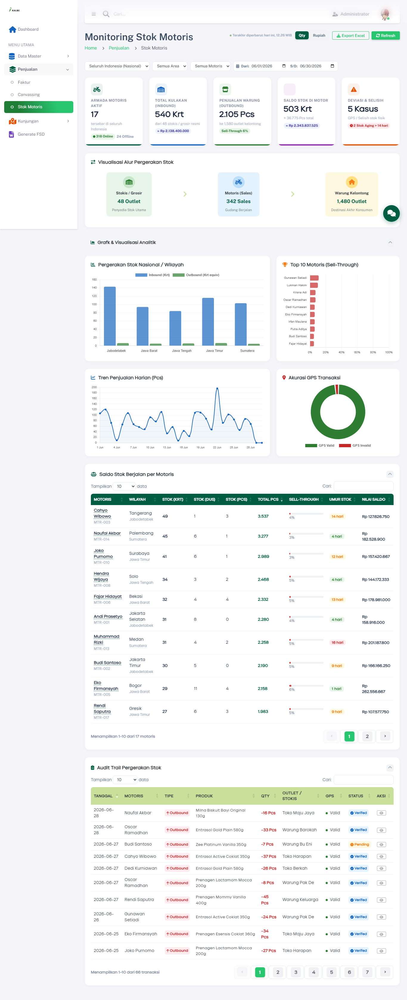 KALBE
Cari...
Administrator
Dashboard
MENU UTAMA
Data Master
Penjualan
Faktur
Canvassing
Stok Motoris
Kunjungan
Generate FSD
Monitoring Stok Motoris
Home > Penjualan > Stok Motoris
Terakhir diperbarui: hari ini, 12.26 WIB
Qty Rupiah
Export Excel
Refresh
Seluruh Indonesia (Nasional)
Semua Area
Semua Motoris
Dari: 06/01/2026 S/D: 06/30/2026
ARMADA MOTORIS
AKTIF
17
tersebar di seluruh
Indonesia
318 Online 24 Offline
TOTAL KULAKAN
(INBOUND)
540 Krt
dari 48 stokis / grosir resmi
≈ Rp 2.138.400.000
PENJUALAN WARUNG
(OUTBOUND)
2.105 Pcs
ke 1,580 outlet kelontong
Sell-Through 6%
SALDO STOK DI MOTOR
503 Krt
= 36.775 Pcs total
≈ Rp 2.343.837.525
DEVIASI & SELISIH
5 Kasus
GPS / Selisih stok fisik
2 Stok Aging > 14 hari
Visualisasi Alur Pergerakan Stok
Stokis / Grosir
48 Outlet
Penyedia Stok Utama
Motoris (Sales)
342 Sales
Gudang Berjalan
Warung Kelontong
1,480 Outlet
Destinasi Akhir Konsumen
Grafik & Visualisasi Analitik
Pergerakan Stok Nasional / Wilayah
Inbound (Krt) Outbound (Krt equiv)
160
140
120
100
80
60
40
20
0
Jabodetabek Jawa Barat Jawa Tengah Jawa Timur Sumatera
Top 10 Motoris (Sell-Through)
Gunawan Setiadi
Lukman Hakim
Krisna Adi
Oscar Ramadhan
Dedi Kurniawan
Eko Firmansyah
Irfan Maulana
Putra Aditya
Budi Santoso
Fajar Hidayat
0% 20% 40% 60% 80% 100%
Tren Penjualan Harian (Pcs)
200
180
160
140
120
100
80
60
40
20
0
1 Jun 4 Jun 7 Jun 10 Jun 13 Jun 16 Jun 19 Jun 22 Jun 25 Jun 28 Jun
Akurasi GPS Transaksi
GPS Valid GPS Invalid
Saldo Stok Berjalan per Motoris
Tampilkan 10 data
Cari:
MOTORIS WILAYAH STOK (KRT) STOK (DUS) STOK (PCS) TOTAL PCS SELL-THROUGH UMUR STOK NILAI SALDO
Cahyo Wibowo MTR-003 Tangerang Jabodetabek 49 1 3 3.537 4% 14 hari Rp 127.626.750
Naufal Akbar MTR-014 Palembang Sumatera 45 6 1 3.277 3% 4 hari Rp 182.528.900
Joko Purnomo MTR-010 Surabaya Jawa Timur 41 6 1 2.989 3% 12 hari Rp 157.420.667
Hendra Wijaya MTR-008 Solo Jawa Tengah 34 3 2 2.468 5% 4 hari Rp 144.172.333
Fajar Hidayat MTR-006 Bekasi Jawa Barat 32 4 4 2.332 5% 13 hari Rp 178.981.000
Andi Prasetyo MTR-001 Jakarta Selatan Jabodetabek 31 8 0 2.280 4% 4 hari Rp 158.916.000
Muhammad Rizki MTR-013 Medan Sumatera 31 4 2 2.258 5% 16 hari Rp 201.187.800
Budi Santoso MTR-002 Jakarta Timur Jabodetabek 30 5 0 2.190 5% 9 hari Rp 166.166.250
Eko Firmansyah MTR-005 Bogor Jawa Barat 29 11 4 2.158 6% 1 hari Rp 262.556.667
Rendi Saputra MTR-017 Gresik Jawa Timur 27 6 3 1.983 5% 9 hari Rp 107.577.750
Menampilkan 1-10 dari 17 motoris
‹ 1 2 ›
Audit Trail Pergerakan Stok
Tampilkan 10 data
Cari:
TANGGAL MOTORIS TIPE PRODUK QTY OUTLET / STOKIS GPS STATUS AKSI
2026-06-28 Naufal Akbar ↑ Outbound Milna Biskuit Bayi Original 130g -16 Pcs Toko Maju Jaya Valid Verified
2026-06-28 Oscar Ramadhan ↑ Outbound Entrasol Gold Plain 580g -33 Pcs Warung Barokah Valid Verified
2026-06-27 Budi Santoso ↑ Outbound Zee Platinum Vanilla 350g -7 Pcs Warung Bu Eni Valid Pending
2026-06-27 Cahyo Wibowo ↑ Outbound Entrasol Active Coklat 350g -37 Pcs Toko Harapan Valid Verified
2026-06-27 Dedi Kurniawan ↑ Outbound Entrasol Gold Plain 580g -26 Pcs Toko Berkah Valid Verified
2026-06-27 Oscar Ramadhan ↑ Outbound Prenagen Lactamom Mocca 200g -8 Pcs Warung Pak De Valid Verified
2026-06-27 Rendi Saputra ↑ Outbound Prenagen Mommy Vanilla 400g -45 Pcs Warung Keluarga Valid Verified
2026-06-26 Gunawan Setiadi ↑ Outbound Entrasol Active Coklat 350g -24 Pcs Warung Pak De Valid Verified
2026-06-25 Eko Firmansyah ↑ Outbound Prenagen Esensis Coklat 360g -34 Pcs Toko Maju Jaya Valid Verified
2026-06-25 Joko Purnomo ↑ Outbound Prenagen Lactamom Mocca 200g -27 Pcs Toko Harapan Valid Verified
Menampilkan 1-10 dari 66 transaksi
‹ 1 2 3 4 5 6 7 ›